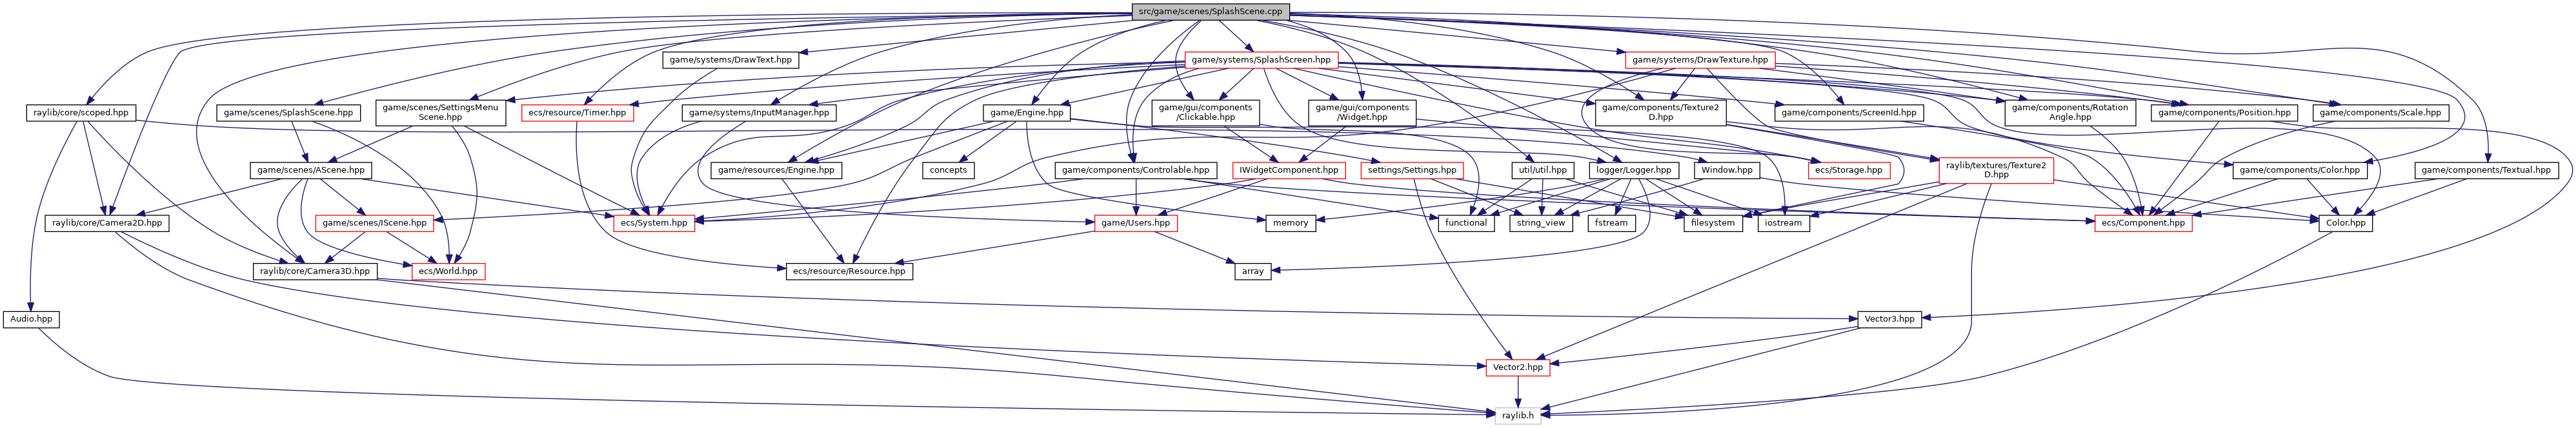 src/game/scenes/SplashScene.cpp
game/systems/DrawText.hpp
game/systems/SplashScreen.hpp
game/systems/DrawTexture.hpp
raylib/core/scoped.hpp
game/scenes/SplashScene.hpp
game/scenes/SettingsMenu
Scene.hpp
ecs/resource/Timer.hpp
game/systems/InputManager.hpp
game/Engine.hpp
game/gui/components
/Clickable.hpp
game/gui/components
/Widget.hpp
game/components/Texture2
D.hpp
game/components/ScreenId.hpp
game/components/Rotation
Angle.hpp
game/components/Position.hpp
game/components/Scale.hpp
game/scenes/AScene.hpp
game/resources/Engine.hpp
concepts
game/components/Controlable.hpp
IWidgetComponent.hpp
settings/Settings.hpp
util/util.hpp
logger/Logger.hpp
Window.hpp
ecs/Storage.hpp
raylib/textures/Texture2
D.hpp
game/components/Color.hpp
game/components/Textual.hpp
raylib/core/Camera2D.hpp
game/scenes/IScene.hpp
ecs/System.hpp
game/Users.hpp
memory
functional
string_view
fstream
filesystem
iostream
ecs/Component.hpp
Color.hpp
raylib/core/Camera3D.hpp
ecs/World.hpp
ecs/resource/Resource.hpp
array
Audio.hpp
Vector3.hpp
Vector2.hpp
raylib.h